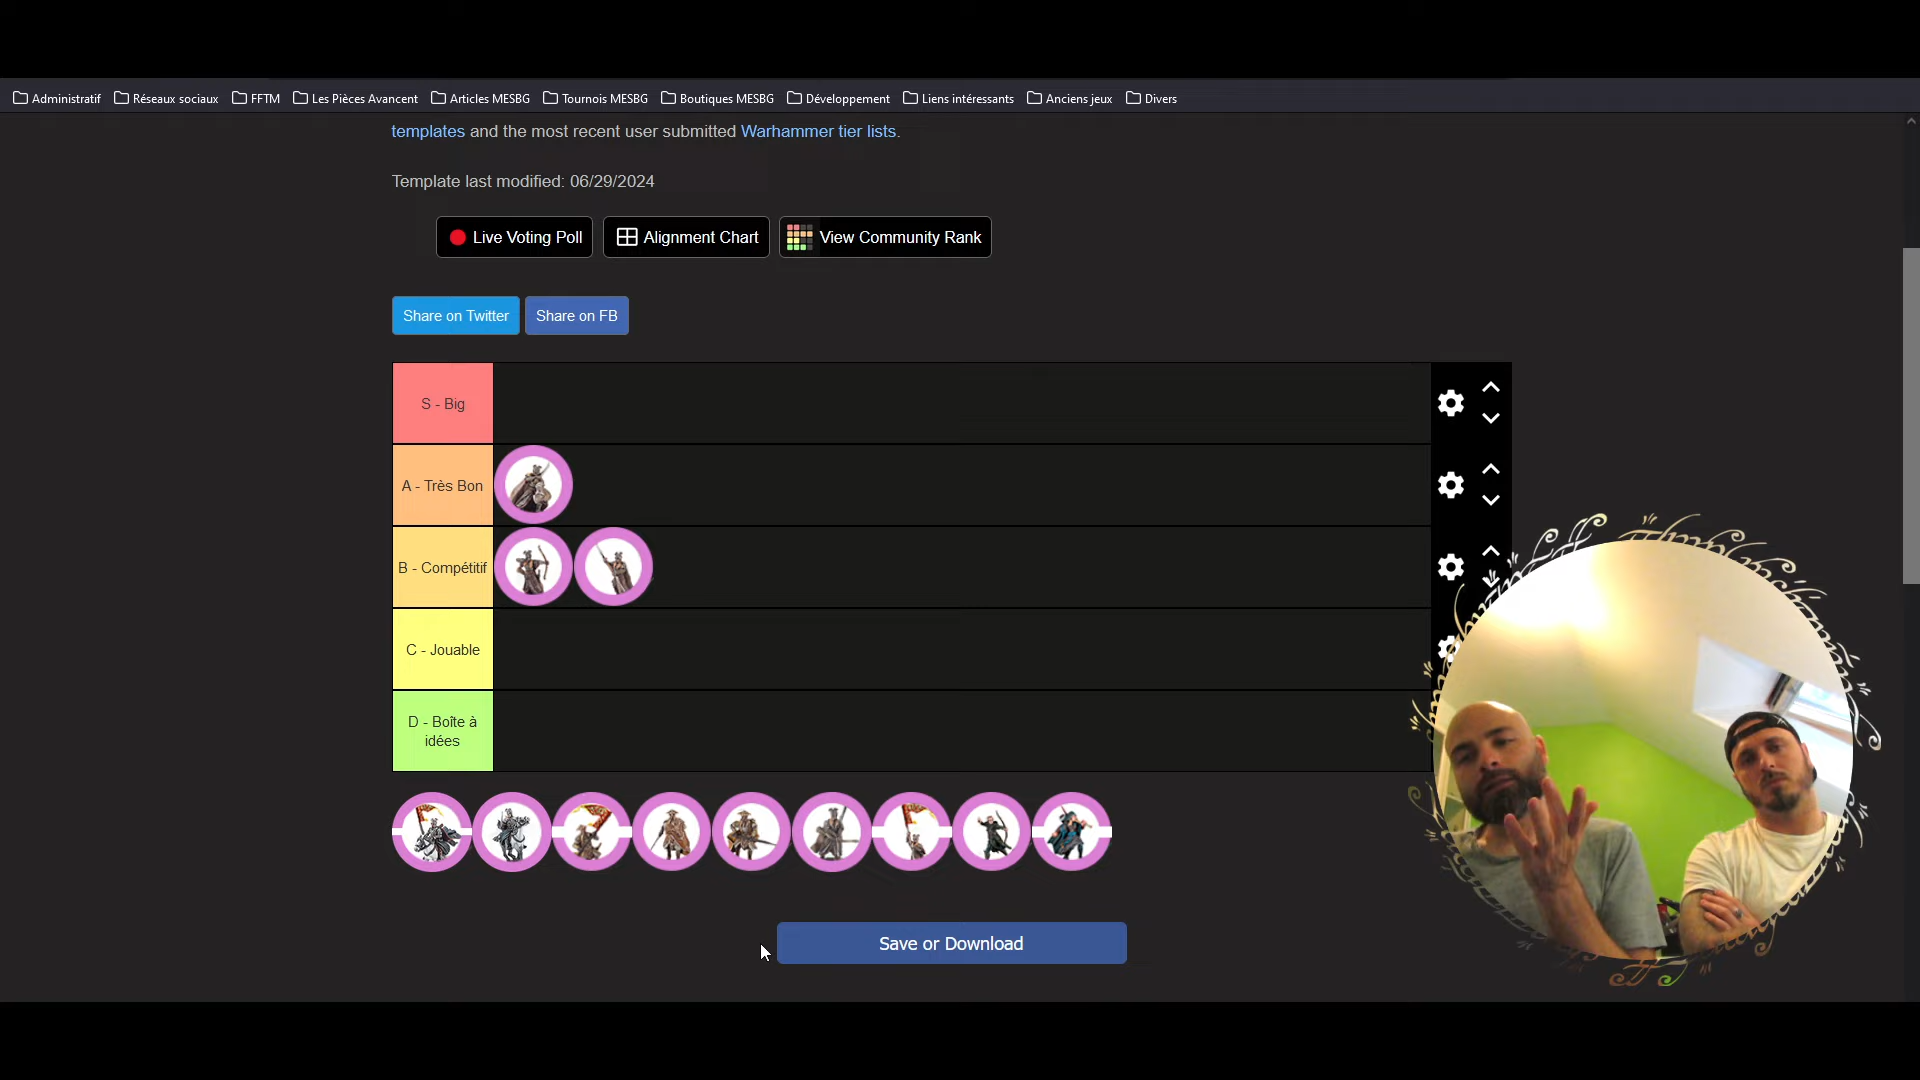 Administratif Réseaux sociaux FFTM Les Pièces Avancent Articles MESBG Tournois MESBG Boutiques MESBG Développement Liens intéressants Anciens jeux Divers
templates and the most recent user submitted Warhammer tier lists.
Template last modified: 06/29/2024
Live Voting Poll Alignment Chart View Community Rank
Share on Twitter Share on FB
S - Big
A - Très Bon
B - Compétitif
C - Jouable
D - Boîte à
idées
Save or Download